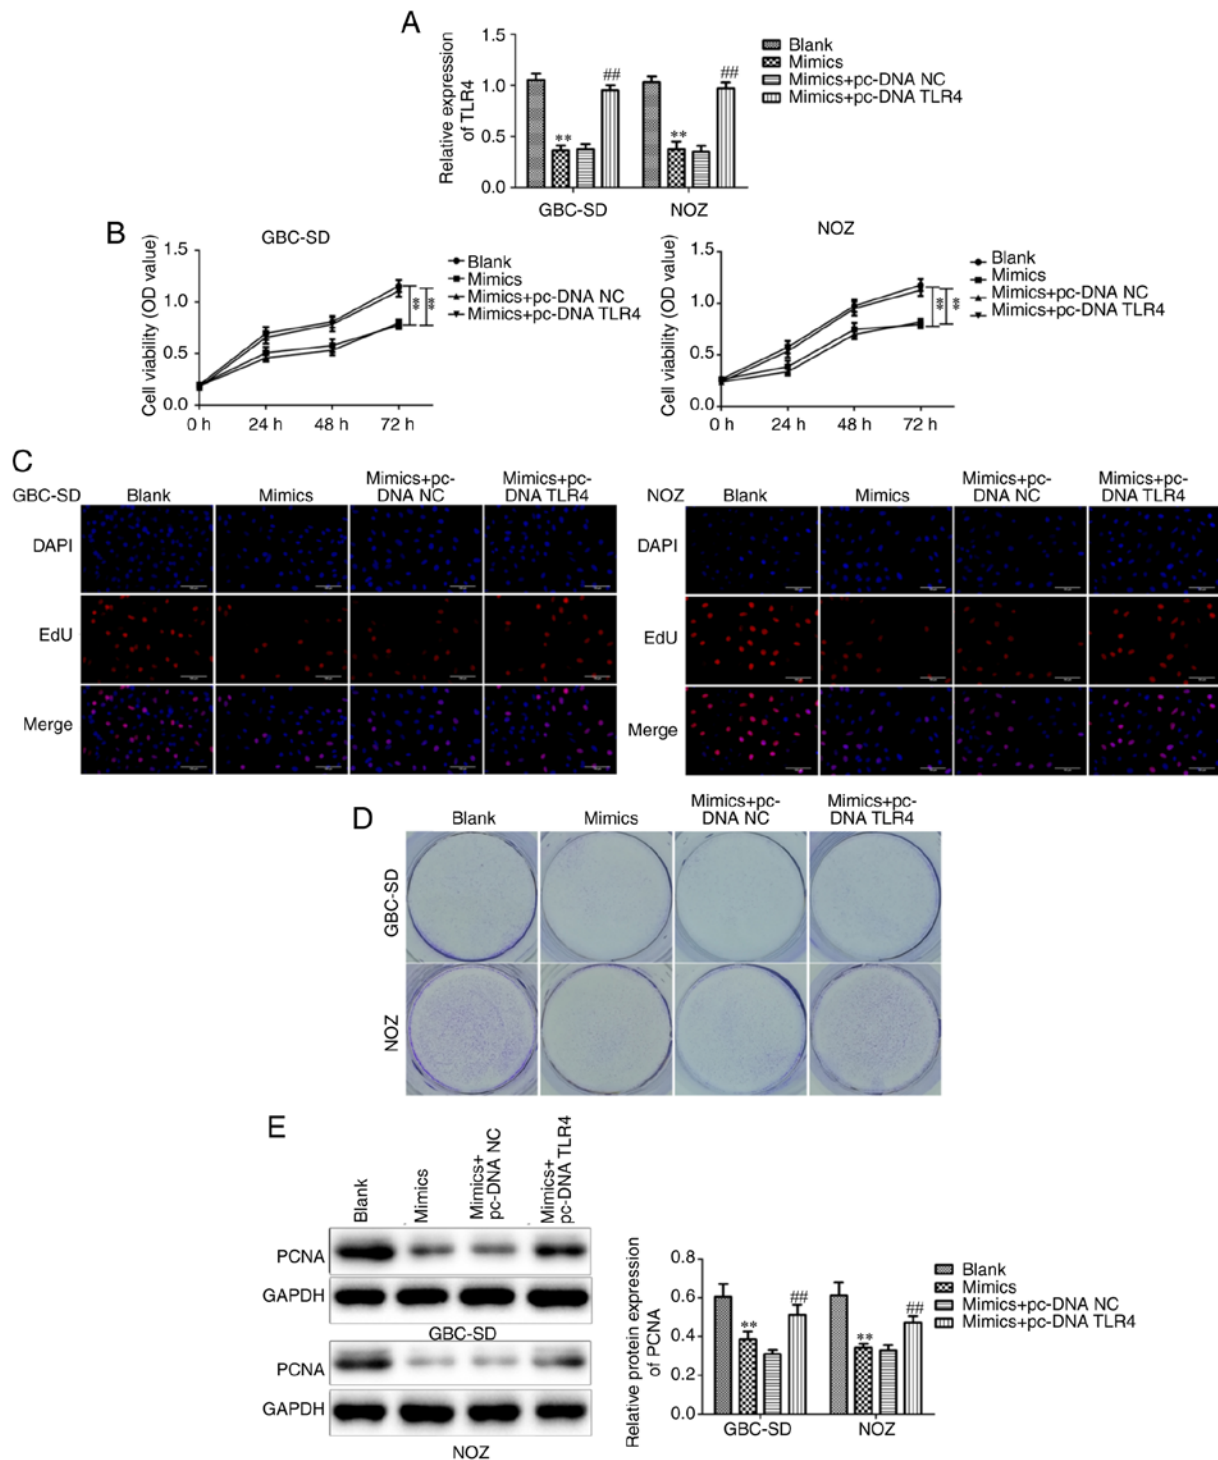 A
Relative expression
of TLR4
1.5
1.0
0.5
0.0
**
##
**
##
GBC-SD
NOZ
Blank
Mimics
Mimics+pc-DNA NC
Mimics+pc-DNA TLR4
B
GBC-SD
Cell viability (OD value)
1.5
1.0
0.5
0.0
0 h
24 h
48 h
72 h
**
**
Blank
Mimics
Mimics+pc-DNA NC
Mimics+pc-DNA TLR4
NOZ
Cell viability (OD value)
1.5
1.0
0.5
0.0
0 h
24 h
48 h
72 h
**
**
Blank
Mimics
Mimics+pc-DNA NC
Mimics+pc-DNA TLR4
C
GBC-SD
Blank
Mimics
Mimics+pc-
DNA NC
Mimics+pc-
DNA TLR4
DAPI
EdU
Merge
NOZ
Blank
Mimics
Mimics+pc-
DNA NC
Mimics+pc-
DNA TLR4
DAPI
EdU
Merge
D
Blank
Mimics
Mimics+pc-
DNA NC
Mimics+pc-
DNA TLR4
GBC-SD
NOZ
E
Blank
Mimics
Mimics+
pc-DNA NC
Mimics+
pc-DNA TLR4
PCNA
GAPDH
GBC-SD
PCNA
GAPDH
NOZ
Relative protein expression
of PCNA
0.8
0.6
0.4
0.2
0.0
**
##
**
##
GBC-SD
NOZ
Blank
Mimics
Mimics+pc-DNA NC
Mimics+pc-DNA TLR4